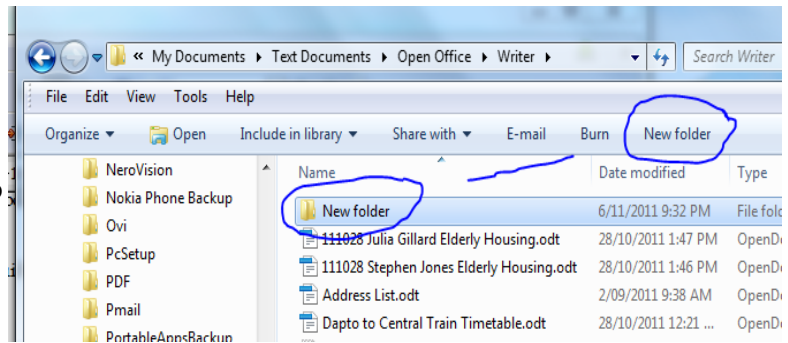 « My Documents ▸ Text Documents ▸ Open Office ▸ Writer ▸ Search Writer
File Edit View Tools Help
Organize ▾ Open Include in library ▾ Share with ▾ E-mail Burn New folder
NeroVision
Nokia Phone Backup
Ovi
PcSetup
PDF
Pmail
PortableAppsBackup
Name Date modified Type
New folder 6/11/2011 9:32 PM File fold
111028 Julia Gillard Elderly Housing.odt 28/10/2011 1:47 PM OpenDo
111028 Stephen Jones Elderly Housing.odt 28/10/2011 1:46 PM OpenDo
Address List.odt 2/09/2011 9:38 AM OpenDo
Dapto to Central Train Timetable.odt 28/10/2011 12:21 ... OpenDo